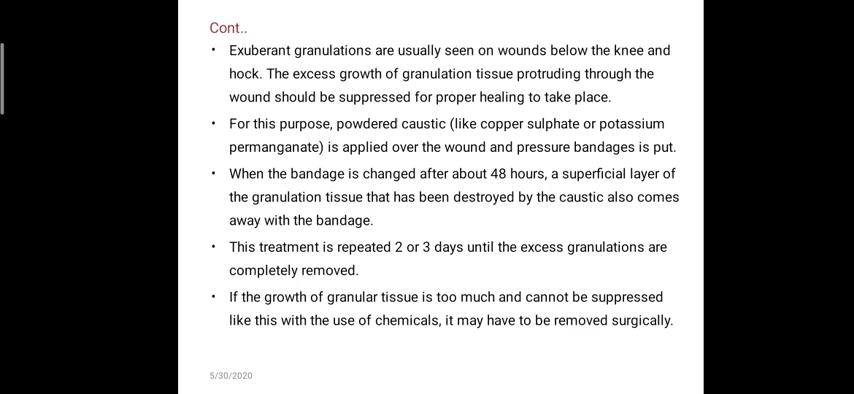 Cont..
• Exuberant granulations are usually seen on wounds below the knee and
hock. The excess growth of granulation tissue protruding through the
wound should be suppressed for proper healing to take place.
• For this purpose, powdered caustic (like copper sulphate or potassium
permanganate) is applied over the wound and pressure bandages is put.
• When the bandage is changed after about 48 hours, a superficial layer of
the granulation tissue that has been destroyed by the caustic also comes
away with the bandage.
• This treatment is repeated 2 or 3 days until the excess granulations are
completely removed.
• If the growth of granular tissue is too much and cannot be suppressed
like this with the use of chemicals, it may have to be removed surgically.
5/30/2020